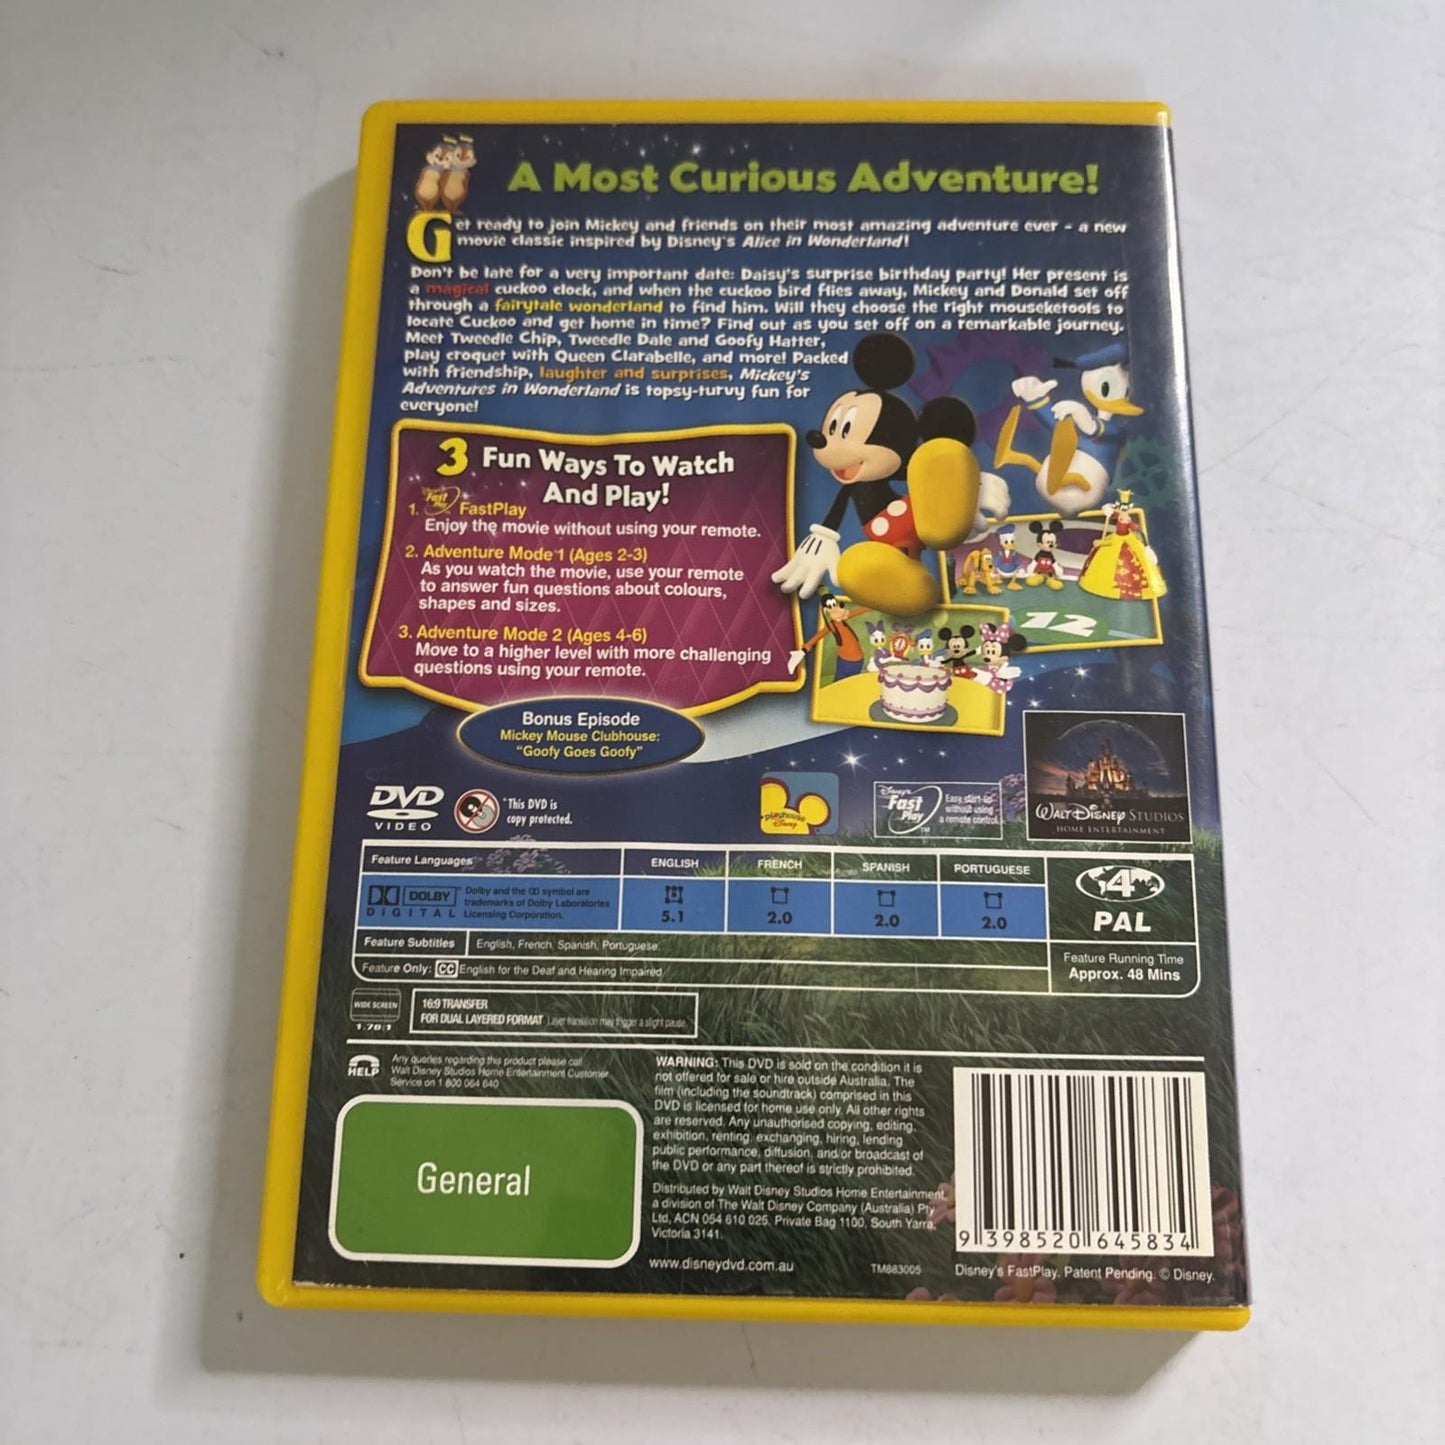 A Most Curious Adventure!
Get ready to join Mickey and friends on their most amazing adventure ever - a new
movie classic inspired by Disney's Alice in Wonderland!
Don't be late for a very important date: Daisy's surprise birthday party! Her present is
a magical cuckoo clock, and when the cuckoo bird flies away, Mickey and Donald set off
through a fairytale wonderland to find him. Will they choose the right mouseketools to
locate Cuckoo and get home in time? Find out as you set off on a remarkable journey.
Meet Tweedle Chip, Tweedle Dale and Goofy Hatter,
play croquet with Queen Clarabelle, and more! Packed
with friendship, laughter and surprises, Mickey's
Adventures in Wonderland is topsy-turvy fun for
everyone!
3 Fun Ways To Watch
And Play!
1. Fast Play FastPlay
Enjoy the movie without using your remote.
2. Adventure Mode 1 (Ages 2-3)
As you watch the movie, use your remote
to answer fun questions about colours,
shapes and sizes.
3. Adventure Mode 2 (Ages 4-6)
Move to a higher level with more challenging
questions using your remote.
12
Bonus Episode
Mickey Mouse Clubhouse:
"Goofy Goes Goofy"
DVD
VIDEO
*This DVD is
copy protected.
playhouse
Disney
Disney's
Fast
Play
TM
Easy start-up
without using
a remote control.
WALT DISNEY STUDIOS
HOME ENTERTAINMENT
Feature Languages
ENGLISH FRENCH SPANISH PORTUGUESE
DOLBY
DIGITAL
Dolby and the DD symbol are
trademarks of Dolby Laboratories
Licensing Corporation.
5.1 2.0 2.0 2.0
4
PAL
Feature Subtitles English, French, Spanish, Portuguese.
Feature Only: CC English for the Deaf and Hearing Impaired
Feature Running Time
Approx. 48 Mins
WIDE SCREEN
1.78:1
16:9 TRANSFER
FOR DUAL LAYERED FORMAT Layer transition may trigger a slight pause.
HELP
Any queries regarding this product please call
Walt Disney Studios Home Entertainment Customer
Service on 1 800 064 640
General
WARNING: This DVD is sold on the condition it is
not offered for sale or hire outside Australia. The
film (including the soundtrack) comprised in this
DVD is licensed for home use only. All other rights
are reserved. Any unauthorised copying, editing,
exhibition, renting, exchanging, hiring, lending
public performance, diffusion, and/or broadcast of
the DVD or any part thereof is strictly prohibited.
Distributed by Walt Disney Studios Home Entertainment,
a division of The Walt Disney Company (Australia) Pty
Ltd, ACN 054 610 025, Private Bag 1100, South Yarra,
Victoria 3141.
www.disneydvd.com.au
TM883005
9 398520 645834
Disney's FastPlay. Patent Pending. © Disney.